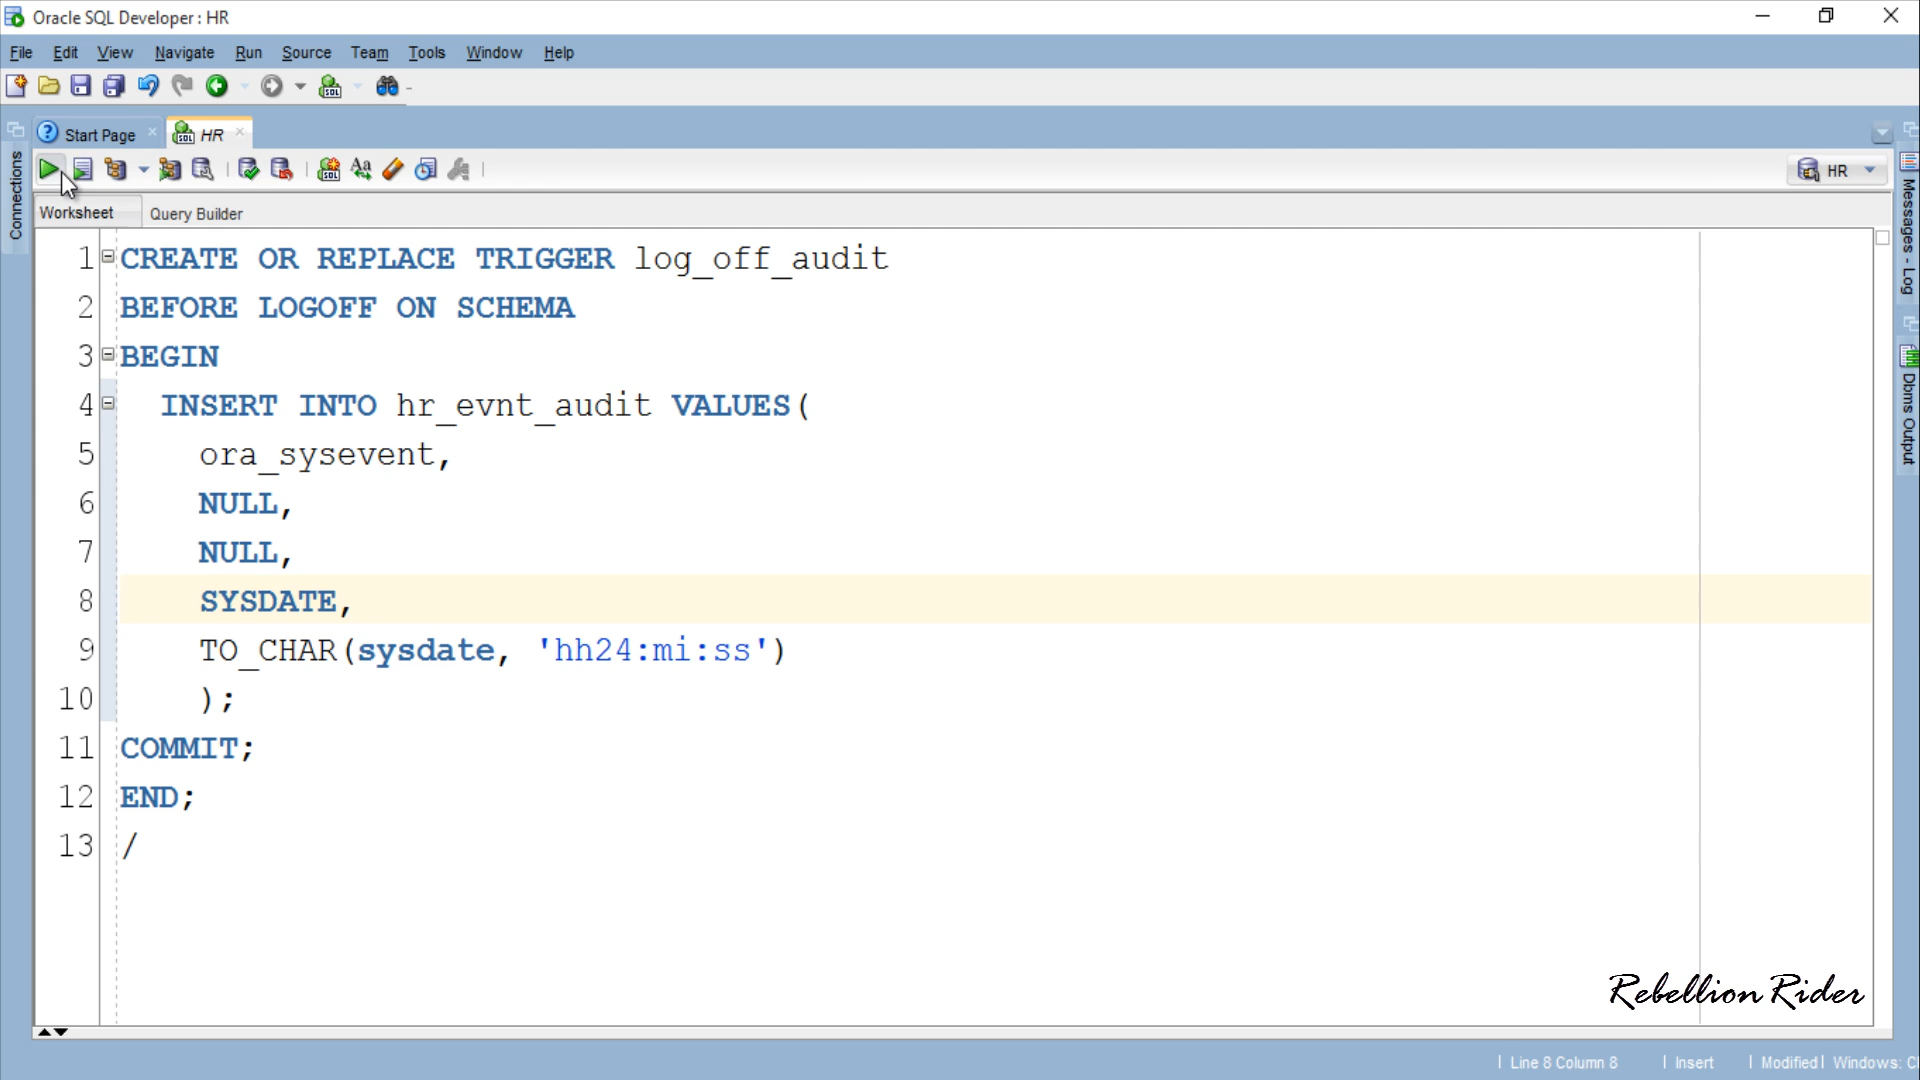 Oracle SQL Developer : HR
File Edit View Navigate Run Source Team Tools Window Help
Start Page HR
HR
Worksheet Query Builder
Connections
Messages - Log
Dbms Output
1 CREATE OR REPLACE TRIGGER log_off_audit
2 BEFORE LOGOFF ON SCHEMA
3 BEGIN
4 INSERT INTO hr_evnt_audit VALUES(
5 ora_sysevent,
6 NULL,
7 NULL,
8 SYSDATE,
9 TO_CHAR(sysdate, 'hh24:mi:ss')
10 );
11 COMMIT;
12 END;
13 /
Rebellion Rider
Line 8 Column 8 Insert Modified Windows: